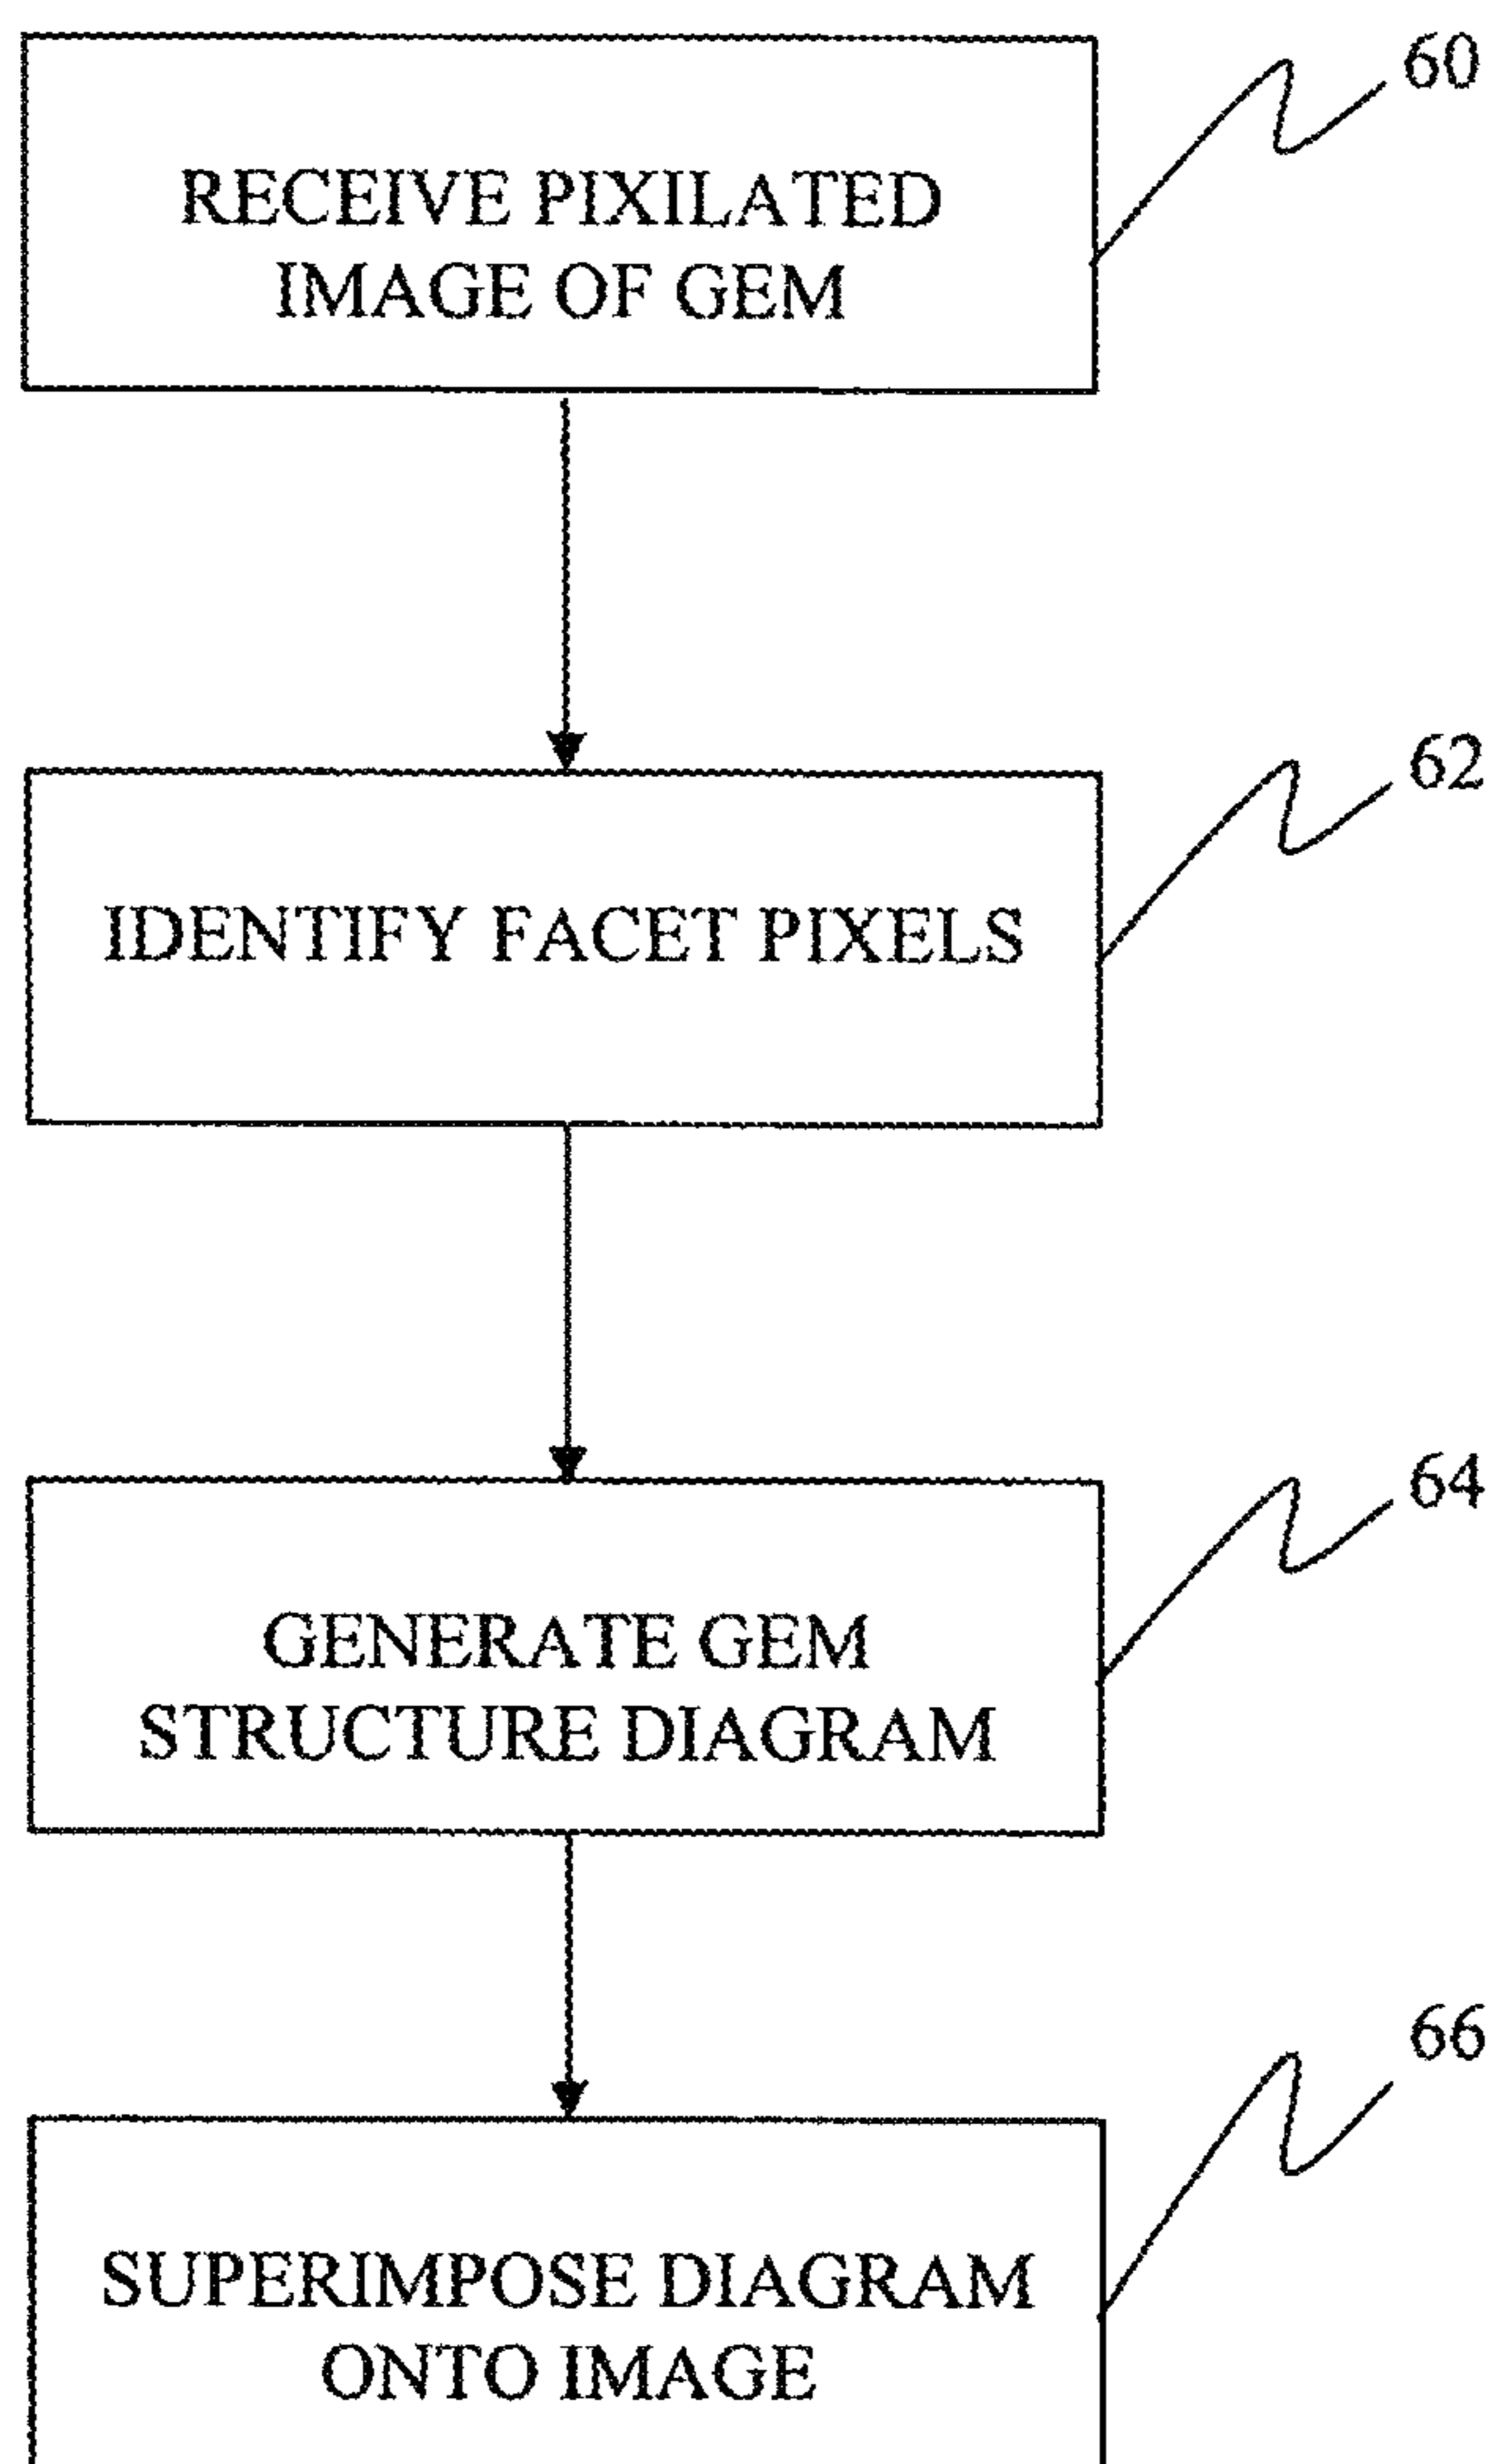 60
RECEIVE PIXILATED
IMAGE OF GEM
62
IDENTIFY FACET PIXELS
64
GENERATE GEM
STRUCTURE DIAGRAM
66
SUPERIMPOSE DIAGRAM
ONTO IMAGE